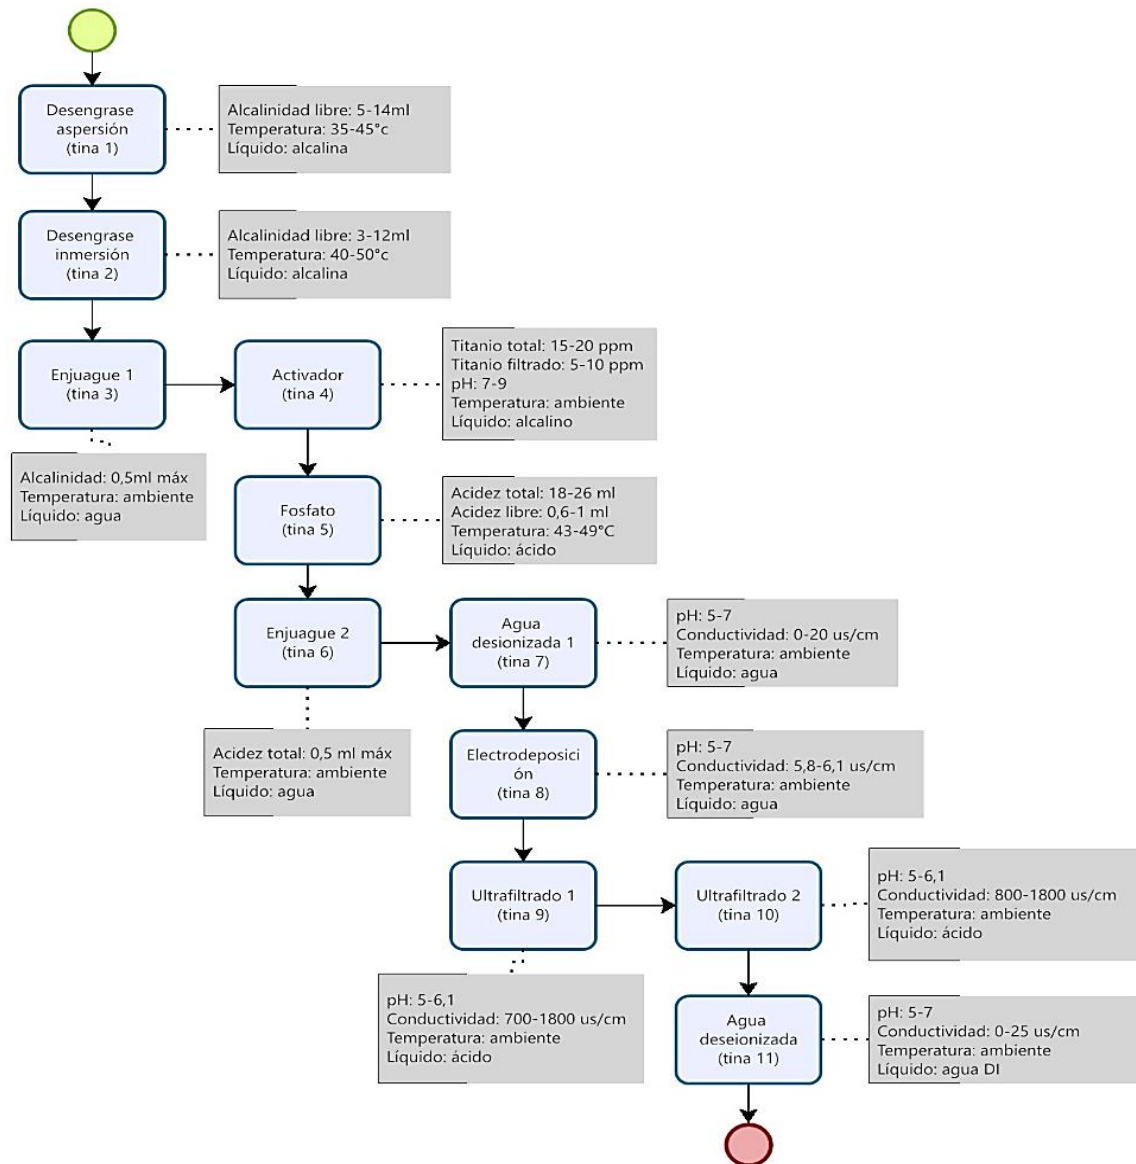 Desengrase
aspersión
(tina 1)
Alcalinidad libre: 5-14ml
Temperatura: 35-45°c
Líquido: alcalina
Desengrase
inmersión
(tina 2)
Alcalinidad libre: 3-12ml
Temperatura: 40-50°c
Líquido: alcalina
Enjuague 1
(tina 3)
Alcalinidad: 0,5ml máx
Temperatura: ambiente
Líquido: agua
Activador
(tina 4)
Titanio total: 15-20 ppm
Titanio filtrado: 5-10 ppm
pH: 7-9
Temperatura: ambiente
Líquido: alcalino
Fosfato
(tina 5)
Acidez total: 18-26 ml
Acidez libre: 0,6-1 ml
Temperatura: 43-49°C
Líquido: ácido
Enjuague 2
(tina 6)
Acidez total: 0,5 ml máx
Temperatura: ambiente
Líquido: agua
Agua
desionizada 1
(tina 7)
pH: 5-7
Conductividad: 0-20 us/cm
Temperatura: ambiente
Líquido: agua
Electrodeposici
ón
(tina 8)
pH: 5-7
Conductividad: 5,8-6,1 us/cm
Temperatura: ambiente
Líquido: agua
Ultrafiltrado 1
(tina 9)
pH: 5-6,1
Conductividad: 700-1800 us/cm
Temperatura: ambiente
Líquido: ácido
Ultrafiltrado 2
(tina 10)
pH: 5-6,1
Conductividad: 800-1800 us/cm
Temperatura: ambiente
Líquido: ácido
Agua
deseionizada
(tina 11)
pH: 5-7
Conductividad: 0-25 us/cm
Temperatura: ambiente
Líquido: agua DI